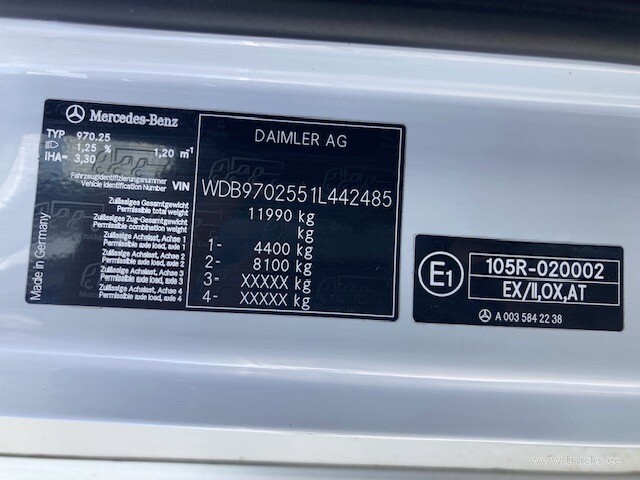 Mercedes-Benz
TYP 970.25
1,25 % 1,20 m⁻¹
iHA= 3,30
Fahrzeugidentifizierungsnummer
Vehicle Identification Number VIN
Zulässiges Gesamtgewicht
Permissible total weight
Zulässiges Zug-Gesamtgewicht
Permissible combination weight
Zulässige Achslast, Achse 1
Permissible axle load, axle 1
Zulässige Achslast, Achse 2
Permissible axle load, axle 2
Zulässige Achslast, Achse 3
Permissible axle load, axle 3
Zulässige Achslast, Achse 4
Permissible axle load, axle 4
Made in Germany
DAIMLER AG
WDB9702551L442485
11990 kg
kg
1- 4400 kg
2- 8100 kg
3- XXXXX kg
4- XXXXX kg
E1
105R-020002
EX/II,OX,AT
A 003 584 22 38
www.trucks.ee